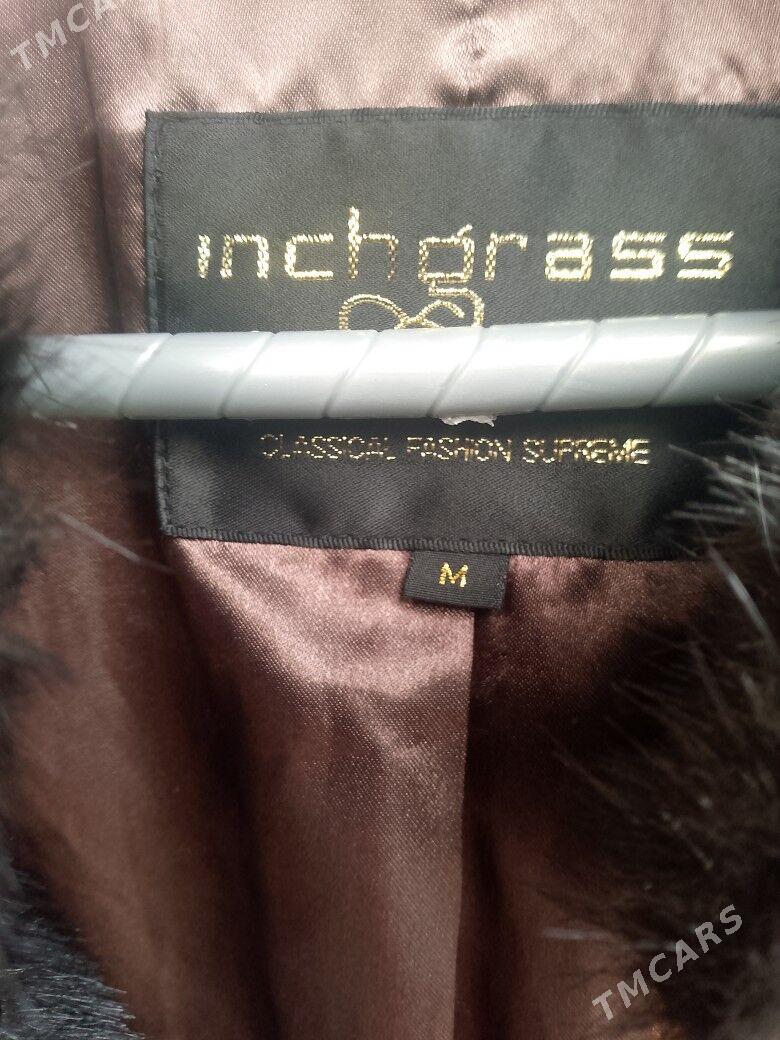 TMCARS
inchgrass
CLASSICAL FASHION SUPREME
M
TMCARS